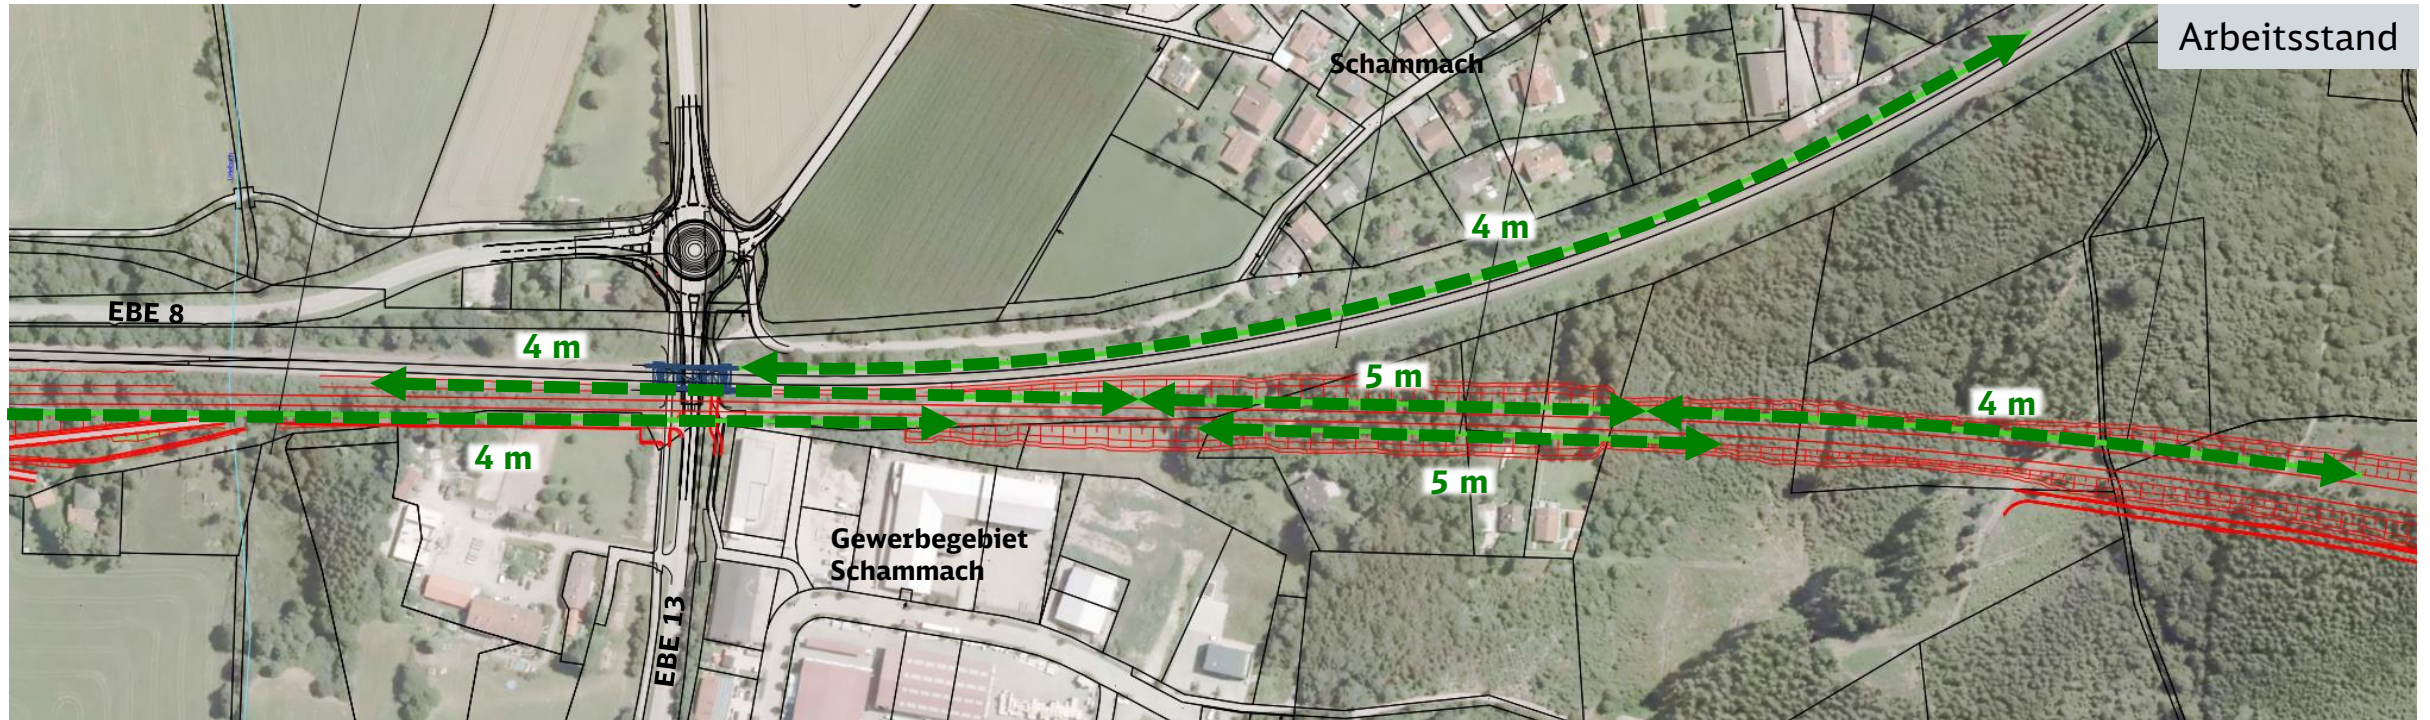 Arbeitsstand
Schammach
4 m
EBE 8
4 m
5 m
4 m
4 m
5 m
Gewerbegebiet
Schammach
EBE 13